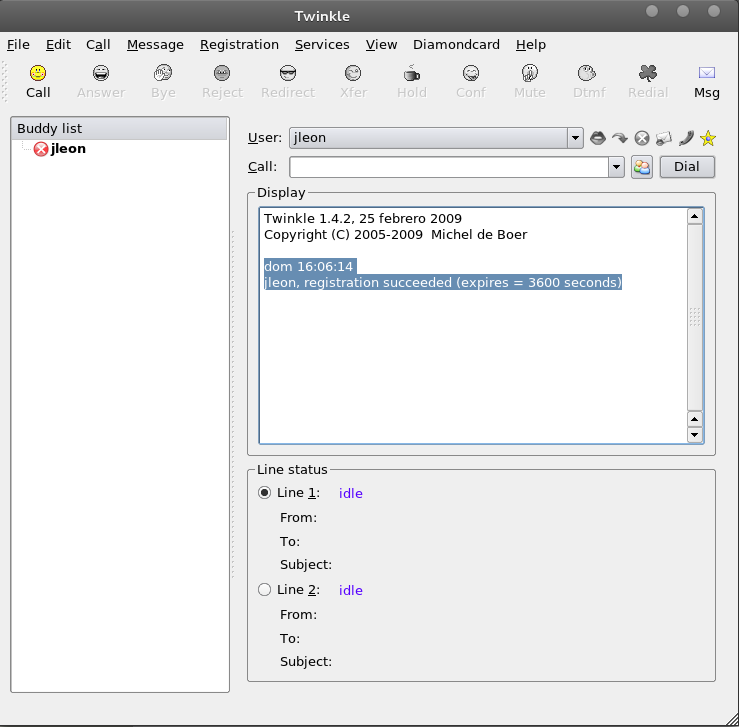 Twinkle
File Edit Call Message Registration Services View Diamondcard Help
Call Answer Bye Reject Redirect Xfer Hold Conf Mute Dtmf Redial Msg
Buddy list
jleon
User: jleon
Call: Dial
Display
Twinkle 1.4.2, 25 febrero 2009
Copyright (C) 2005-2009  Michel de Boer
dom 16:06:14
jleon, registration succeeded (expires = 3600 seconds)
Line status
Line 1: idle
From:
To:
Subject:
Line 2: idle
From:
To:
Subject: